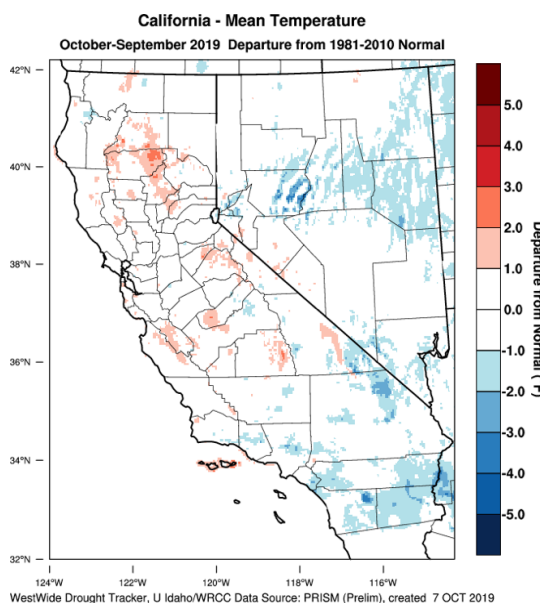 California - Mean Temperature
October-September 2019 Departure from 1981-2010 Normal
42°N
40°N
38°N
36°N
34°N
32°N
124°W
122°W
120°W
118°W
116°W
5.0
4.0
3.0
2.0
1.0
0.0
-1.0
-2.0
-3.0
-4.0
-5.0
Departure from Normal ( F)
WestWide Drought Tracker, U Idaho/WRCC Data Source: PRISM (Prelim), created 7 OCT 2019